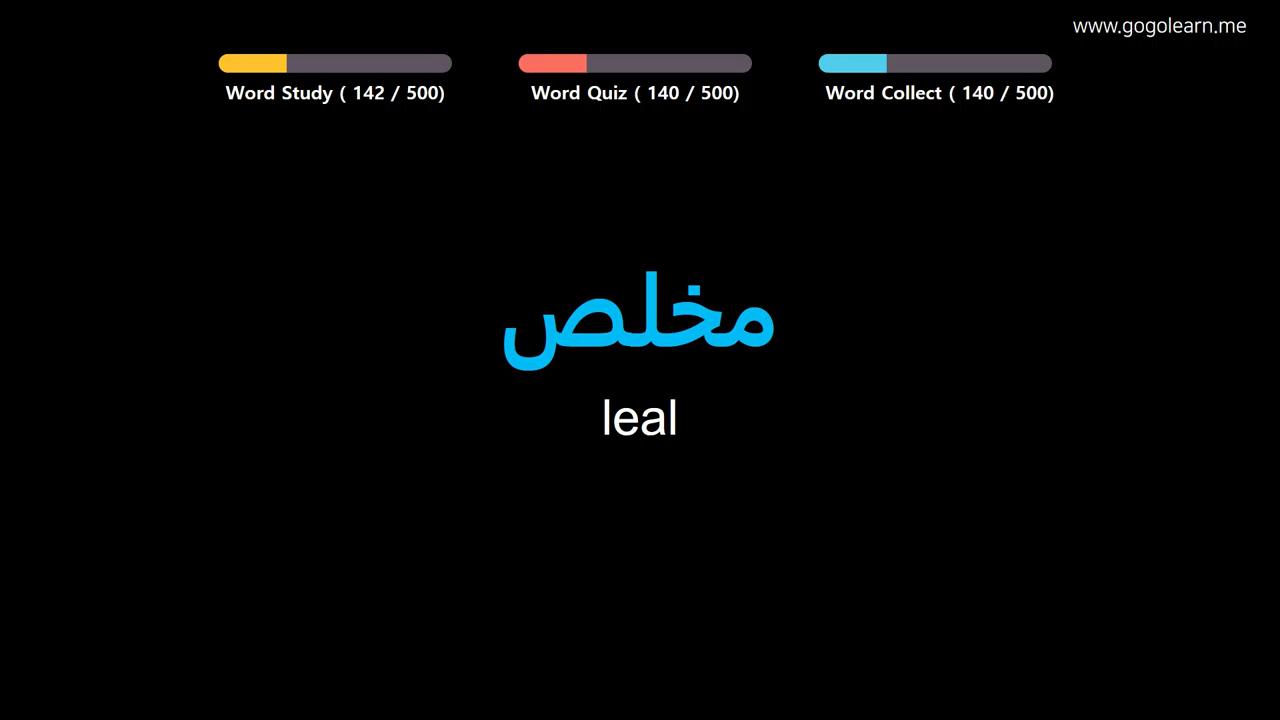 www.gogolearn.me
Word Study ( 142 / 500)
Word Quiz ( 140 / 500)
Word Collect ( 140 / 500)
مخلص
leal